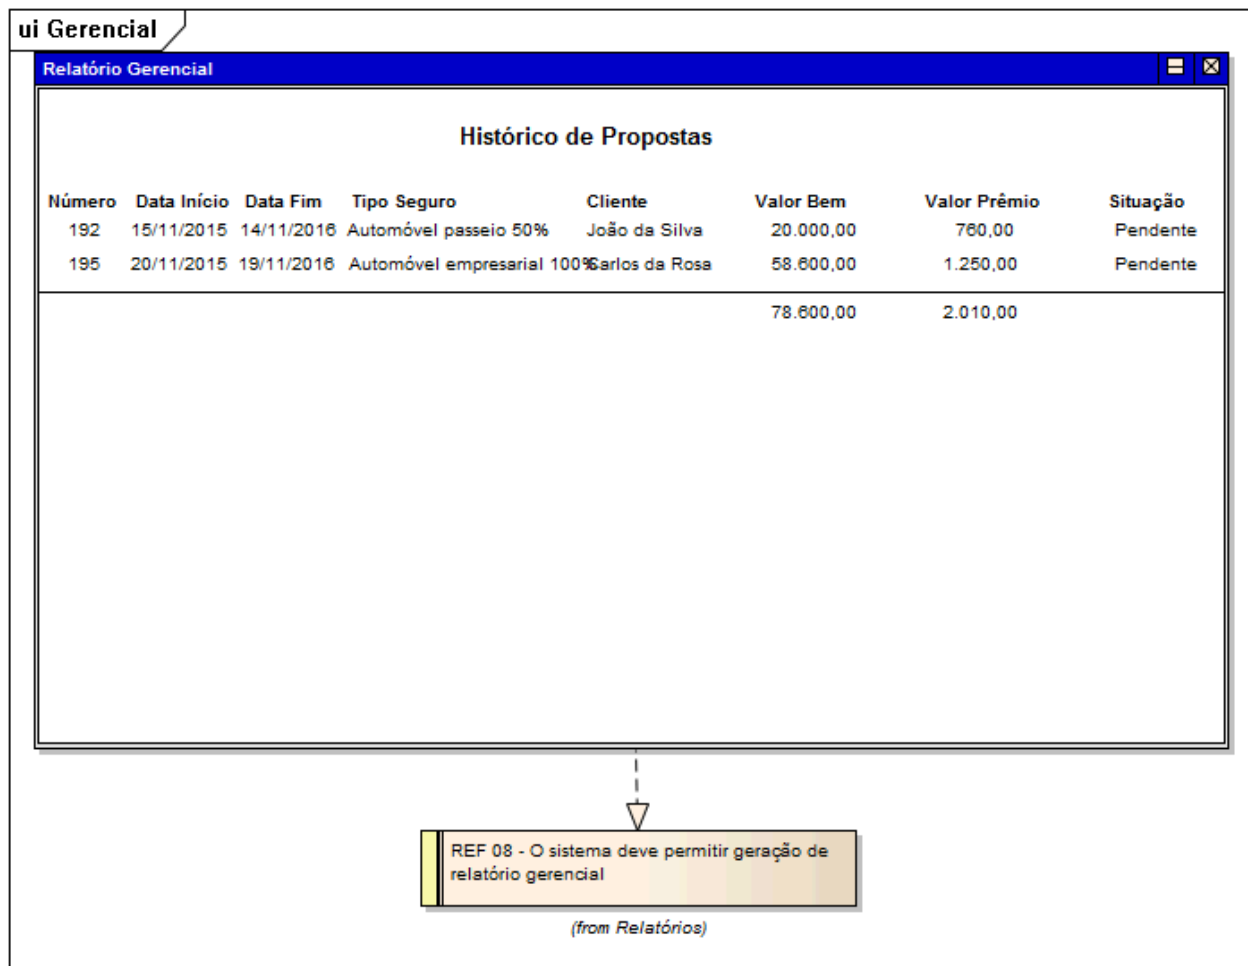 ui Gerencial
Relatório Gerencial
Histórico de Propostas
Número Data Início Data Fim Tipo Seguro Cliente Valor Bem Valor Prêmio Situação
192 15/11/2015 14/11/2016 Automóvel passeio 50% João da Silva 20.000,00 760,00 Pendente
195 20/11/2015 19/11/2016 Automóvel empresarial 100% Carlos da Rosa 58.600,00 1.250,00 Pendente
78.600,00 2.010,00
REF 08 - O sistema deve permitir geração de
relatório gerencial
(from Relatórios)